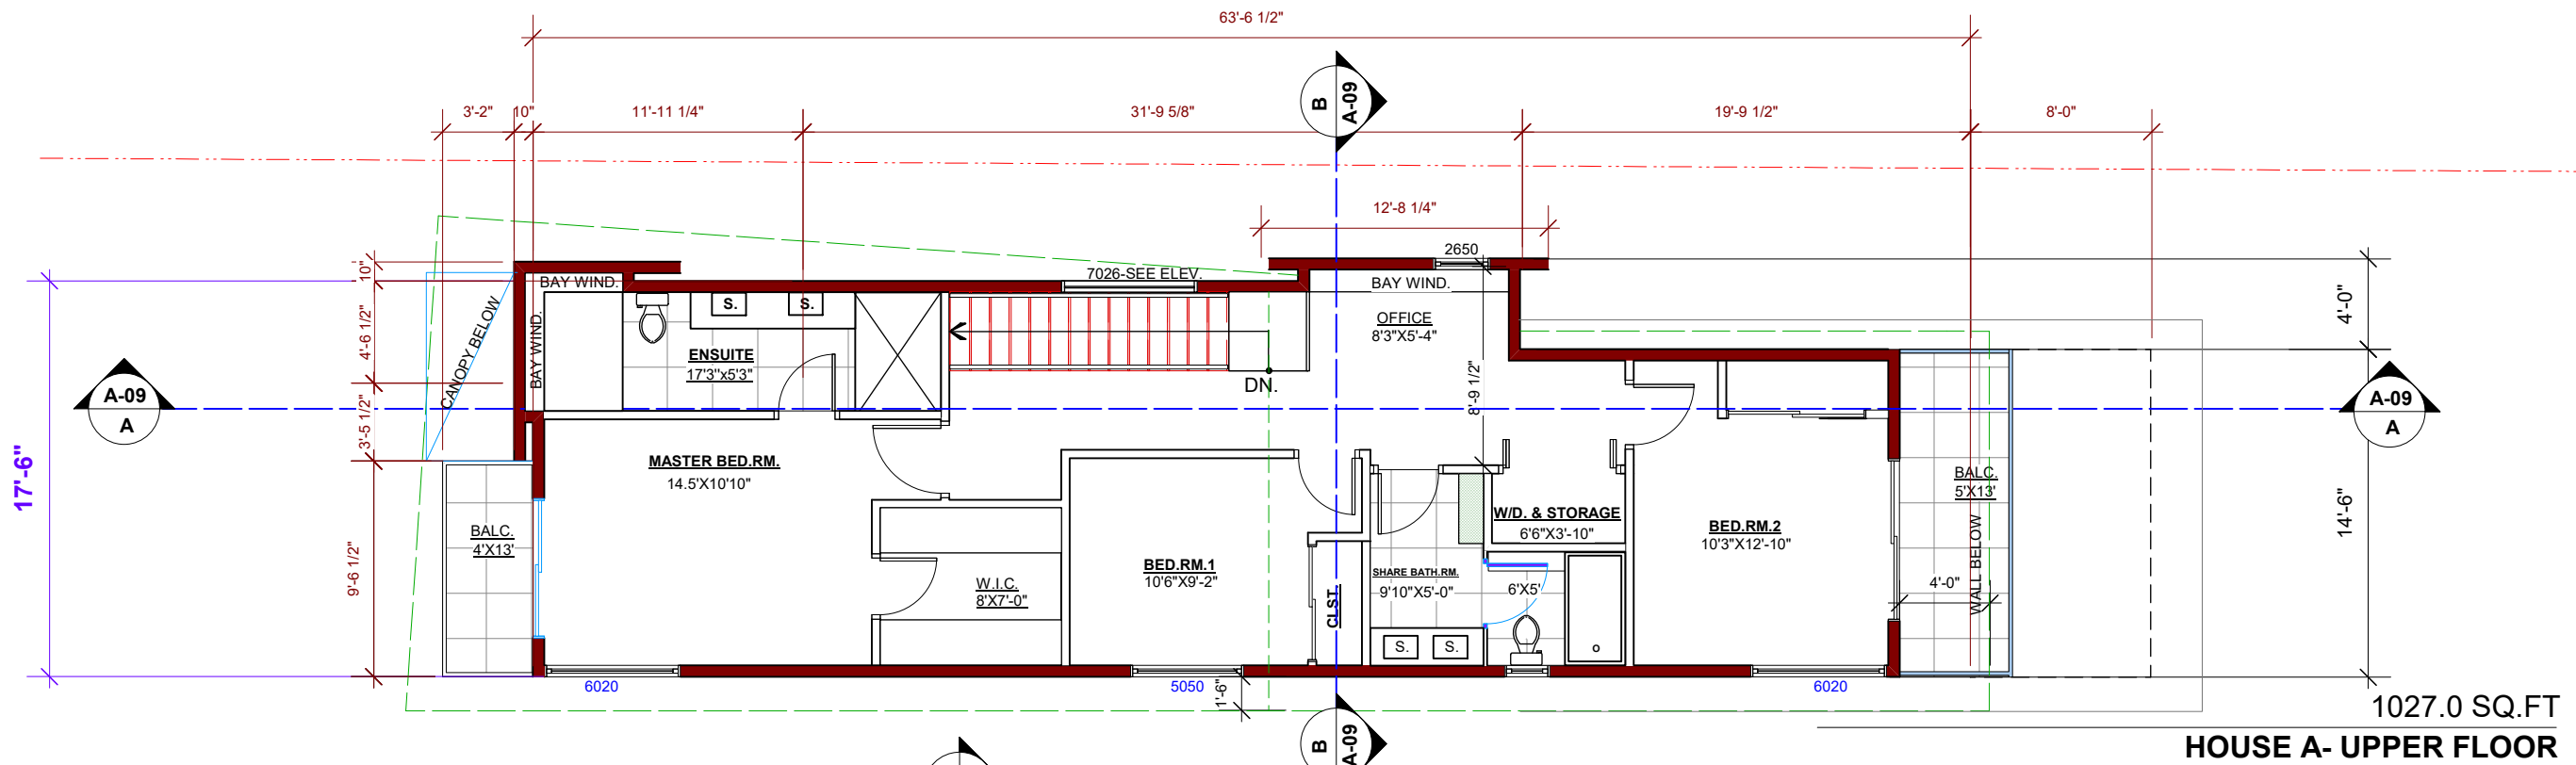 63'-6 1/2"
3'-2"
10"
11'-11 1/4"
31'-9 5/8"
19'-9 1/2"
8'-0"
B
A-09
12'-8 1/4"
2650
7026-SEE ELEV.
BAY WIND.
BAY WIND.
BAY WIND.
10"
4'-6 1/2"
3'-5 1/2"
9'-6 1/2"
17'-6"
CANOPY BELOW
S.
S.
OFFICE
8'3"X5'-4"
ENSUITE
17'3"x5'3"
DN.
8'-9 1/2"
4'-0"
14'-6"
A-09
A
A-09
A
MASTER BED.RM.
14.5'X10'10"
BALC.
4'X13'
W.I.C.
8'X7'-0"
BED.RM.1
10'6"X9'-2"
CLST.
SHARE BATH.RM.
9'10"X5'-0"
6'X5'
S.
S.
W/D. & STORAGE
6'6"X3'-10"
BED.RM.2
10'3"X12'-10"
BALC.
5'X13'
WALL BELOW
4'-0"
6020
5050
1'-6"
6020
B
A-09
1027.0 SQ.FT
HOUSE A- UPPER FLOOR